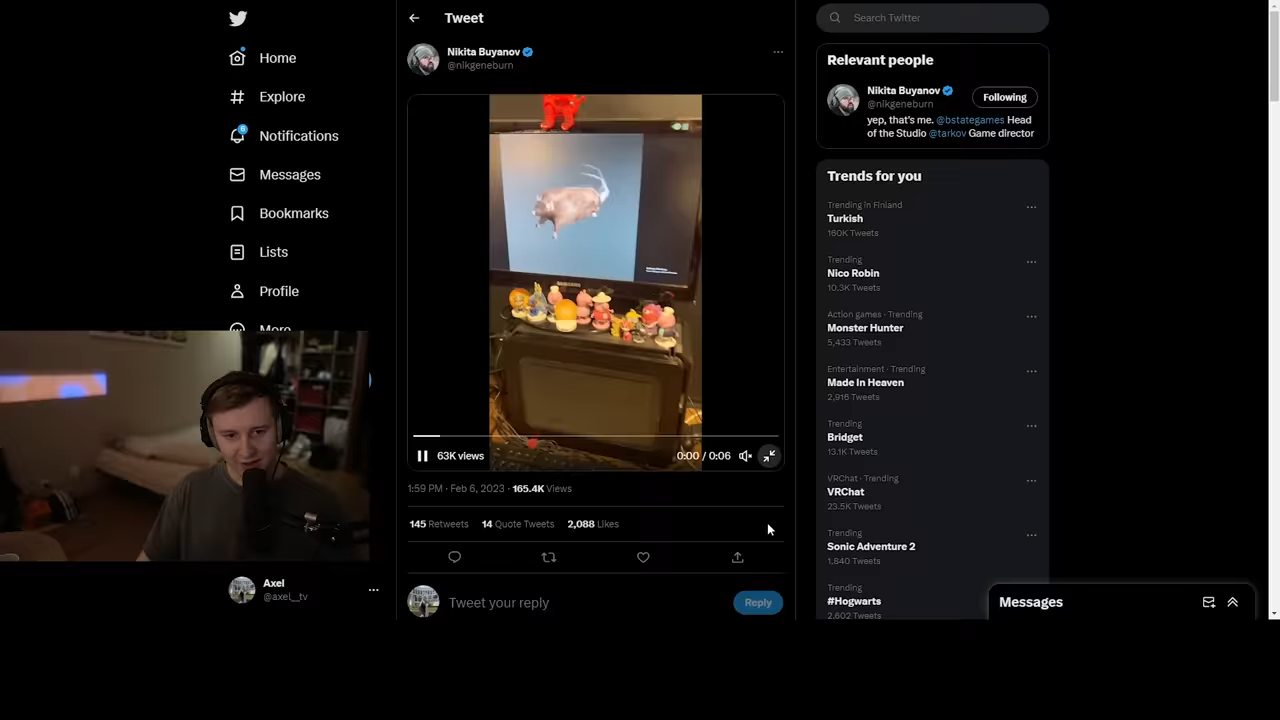 Home
Explore
6
Notifications
Messages
Bookmarks
Lists
Profile
More
Axel
@axel__tv
Tweet
Nikita Buyanov
@nikgeneburn
SAMSUNG
63K views
0:00 / 0:06
1:59 PM · Feb 6, 2023 · 165.4K Views
145 Retweets 14 Quote Tweets 2,088 Likes
Tweet your reply
Reply
Search Twitter
Relevant people
Nikita Buyanov
@nikgeneburn
Following
yep, that's me. @bstategames Head
of the Studio @tarkov Game director
Trends for you
Trending in Finland
Turkish
160K Tweets
Trending
Nico Robin
10.3K Tweets
Action games · Trending
Monster Hunter
5,433 Tweets
Entertainment · Trending
Made In Heaven
2,916 Tweets
Trending
Bridget
13.1K Tweets
VRChat · Trending
VRChat
23.5K Tweets
Trending
Sonic Adventure 2
1,840 Tweets
Trending
#Hogwarts
2,602 Tweets
Messages